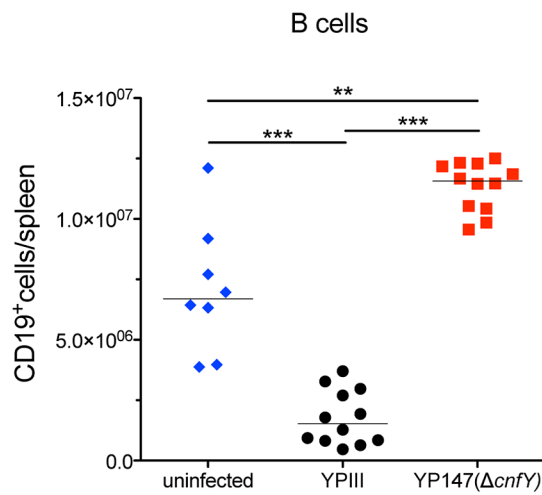 B cells
CD19⁺cells/spleen
1.5×10⁰⁷
1.0×10⁰⁷
5.0×10⁰⁶
0.0
**
***
***
uninfected
YPIII
YP147(ΔcnfY)